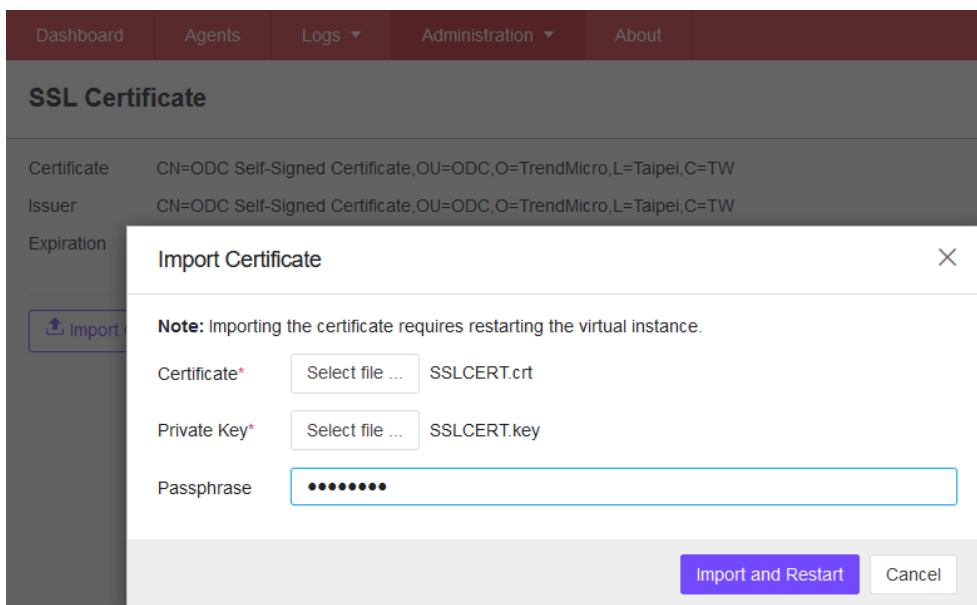 Dashboard Agents Logs Administration About
SSL Certificate
Certificate CN=ODC Self-Signed Certificate,OU=ODC,O=TrendMicro,L=Taipei,C=TW
Issuer CN=ODC Self-Signed Certificate,OU=ODC,O=TrendMicro,L=Taipei,C=TW
Expiration
Import
Import Certificate
Note: Importing the certificate requires restarting the virtual instance.
Certificate* Select file ... SSLCERT.crt
Private Key* Select file ... SSLCERT.key
Passphrase ••••••••
Import and Restart Cancel